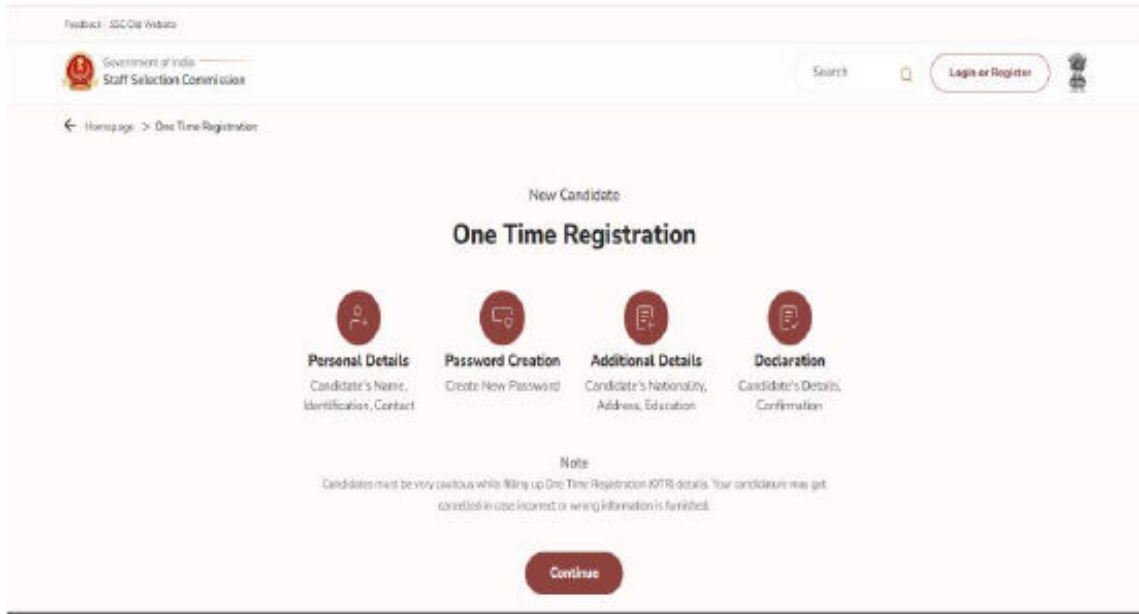 Feedback SSC Old Website
Government of India
Staff Selection Commission
Search
Login or Register
Homepage > One Time Registration
New Candidate
One Time Registration
Personal Details
Candidate's Name,
Identification, Contact
Password Creation
Create New Password
Additional Details
Candidate's Nationality,
Address, Education
Declaration
Candidate's Details,
Confirmation
Note
Candidates must be very cautious while filling up One Time Registration (OTR) details. Your candidature may get
cancelled in case incorrect or wrong information is furnished.
Continue